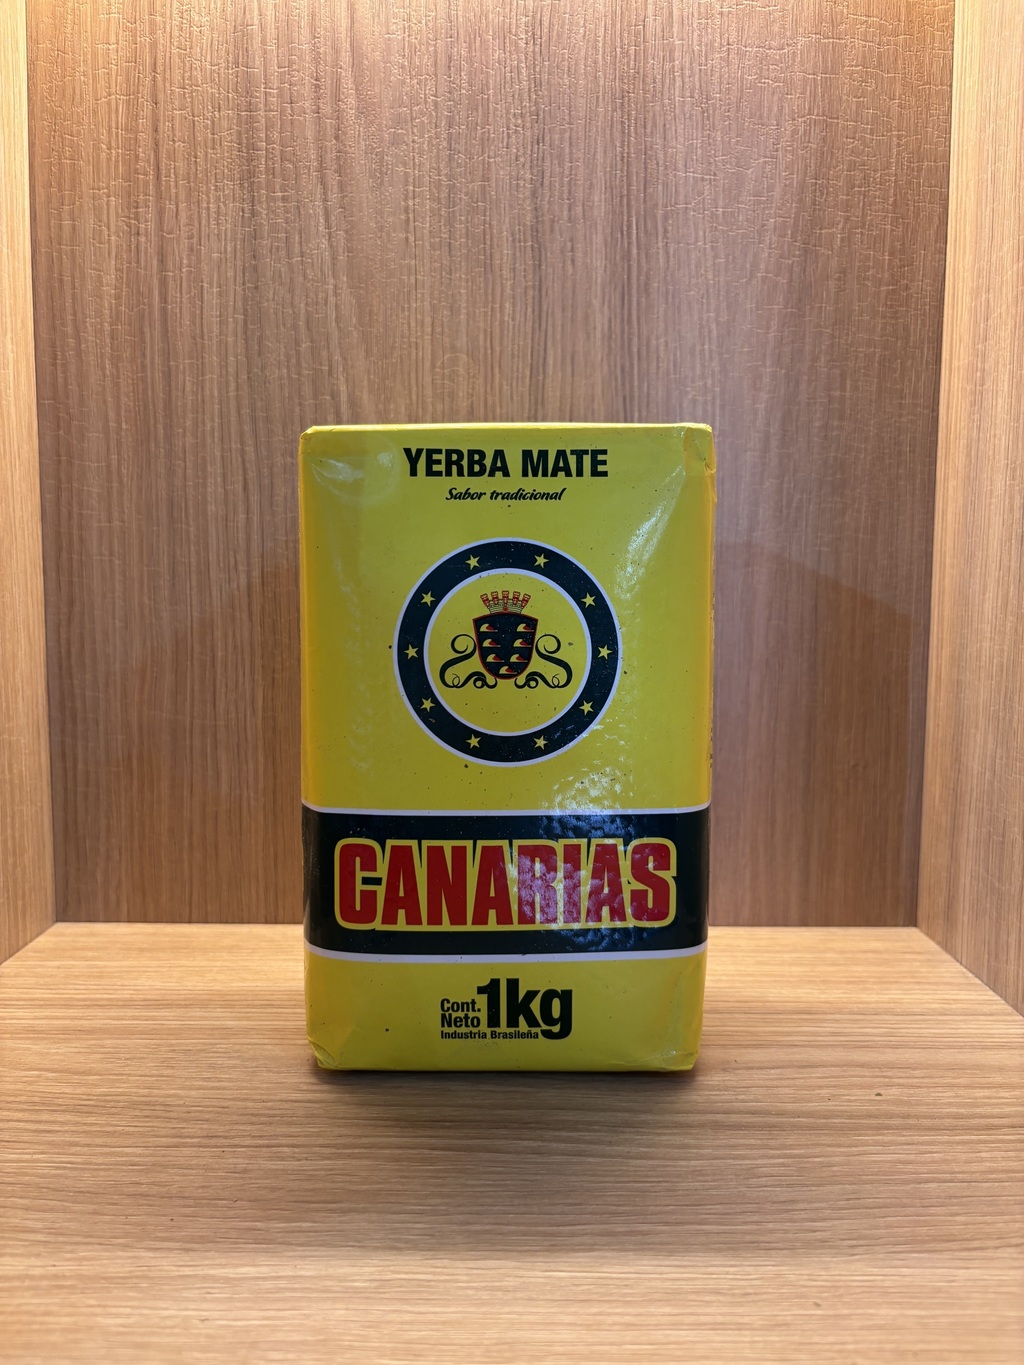 YERBA MATE
Sabor tradicional
CANARIAS
Cont.
Neto 1kg
Industria Brasileña